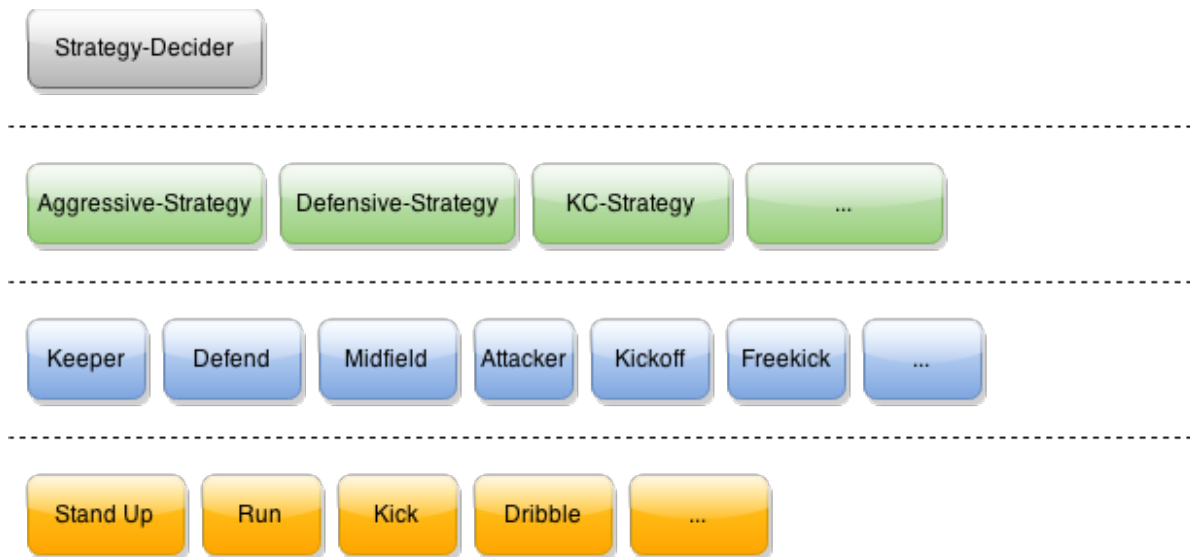 Strategy-Decider
Aggressive-Strategy Defensive-Strategy KC-Strategy ...
Keeper Defend Midfield Attacker Kickoff Freekick ...
Stand Up Run Kick Dribble ...